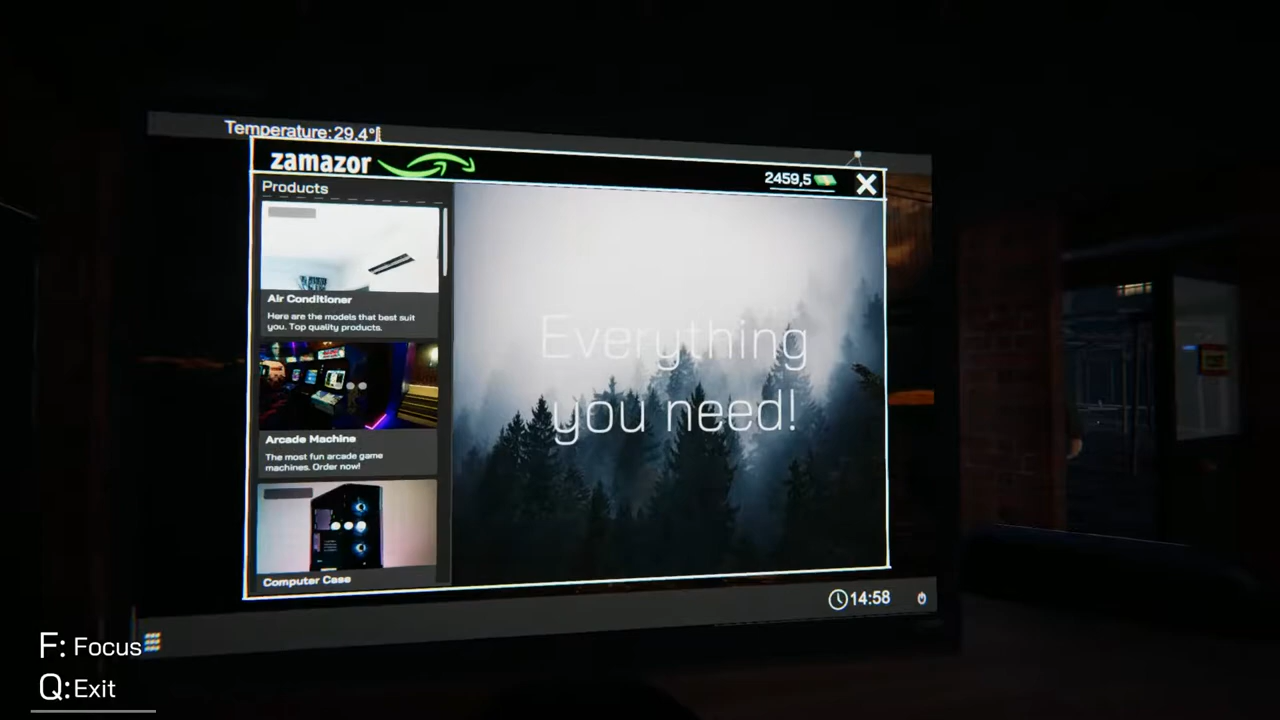 Temperature: 29,4°
zamazor
2459,5
Products
Air Conditioner
Here are the models that best suit
you. Top quality products.
Arcade Machine
The most fun arcade game
machines. Order now!
Computer Case
Everything
you need!
14:58
F: Focus
Q: Exit